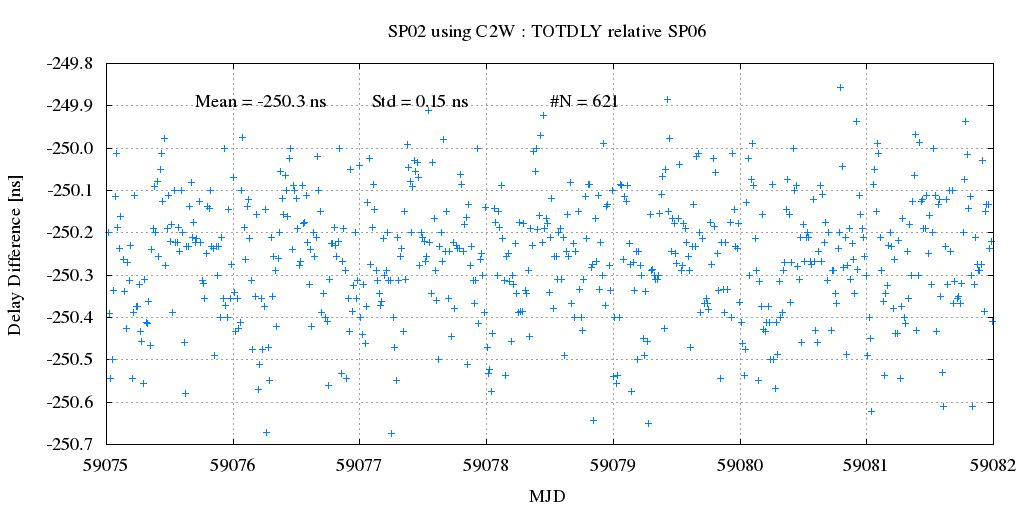 SP02 using C2W : TOTDLY relative SP06
-249.8
Mean = -250.3 ns Std = 0.15 ns #N = 621
-249.9
-250.0
-250.1
-250.2
-250.3
-250.4
-250.5
-250.6
-250.7
Delay Difference [ns]
59075 59076 59077 59078 59079 59080 59081 59082
MJD